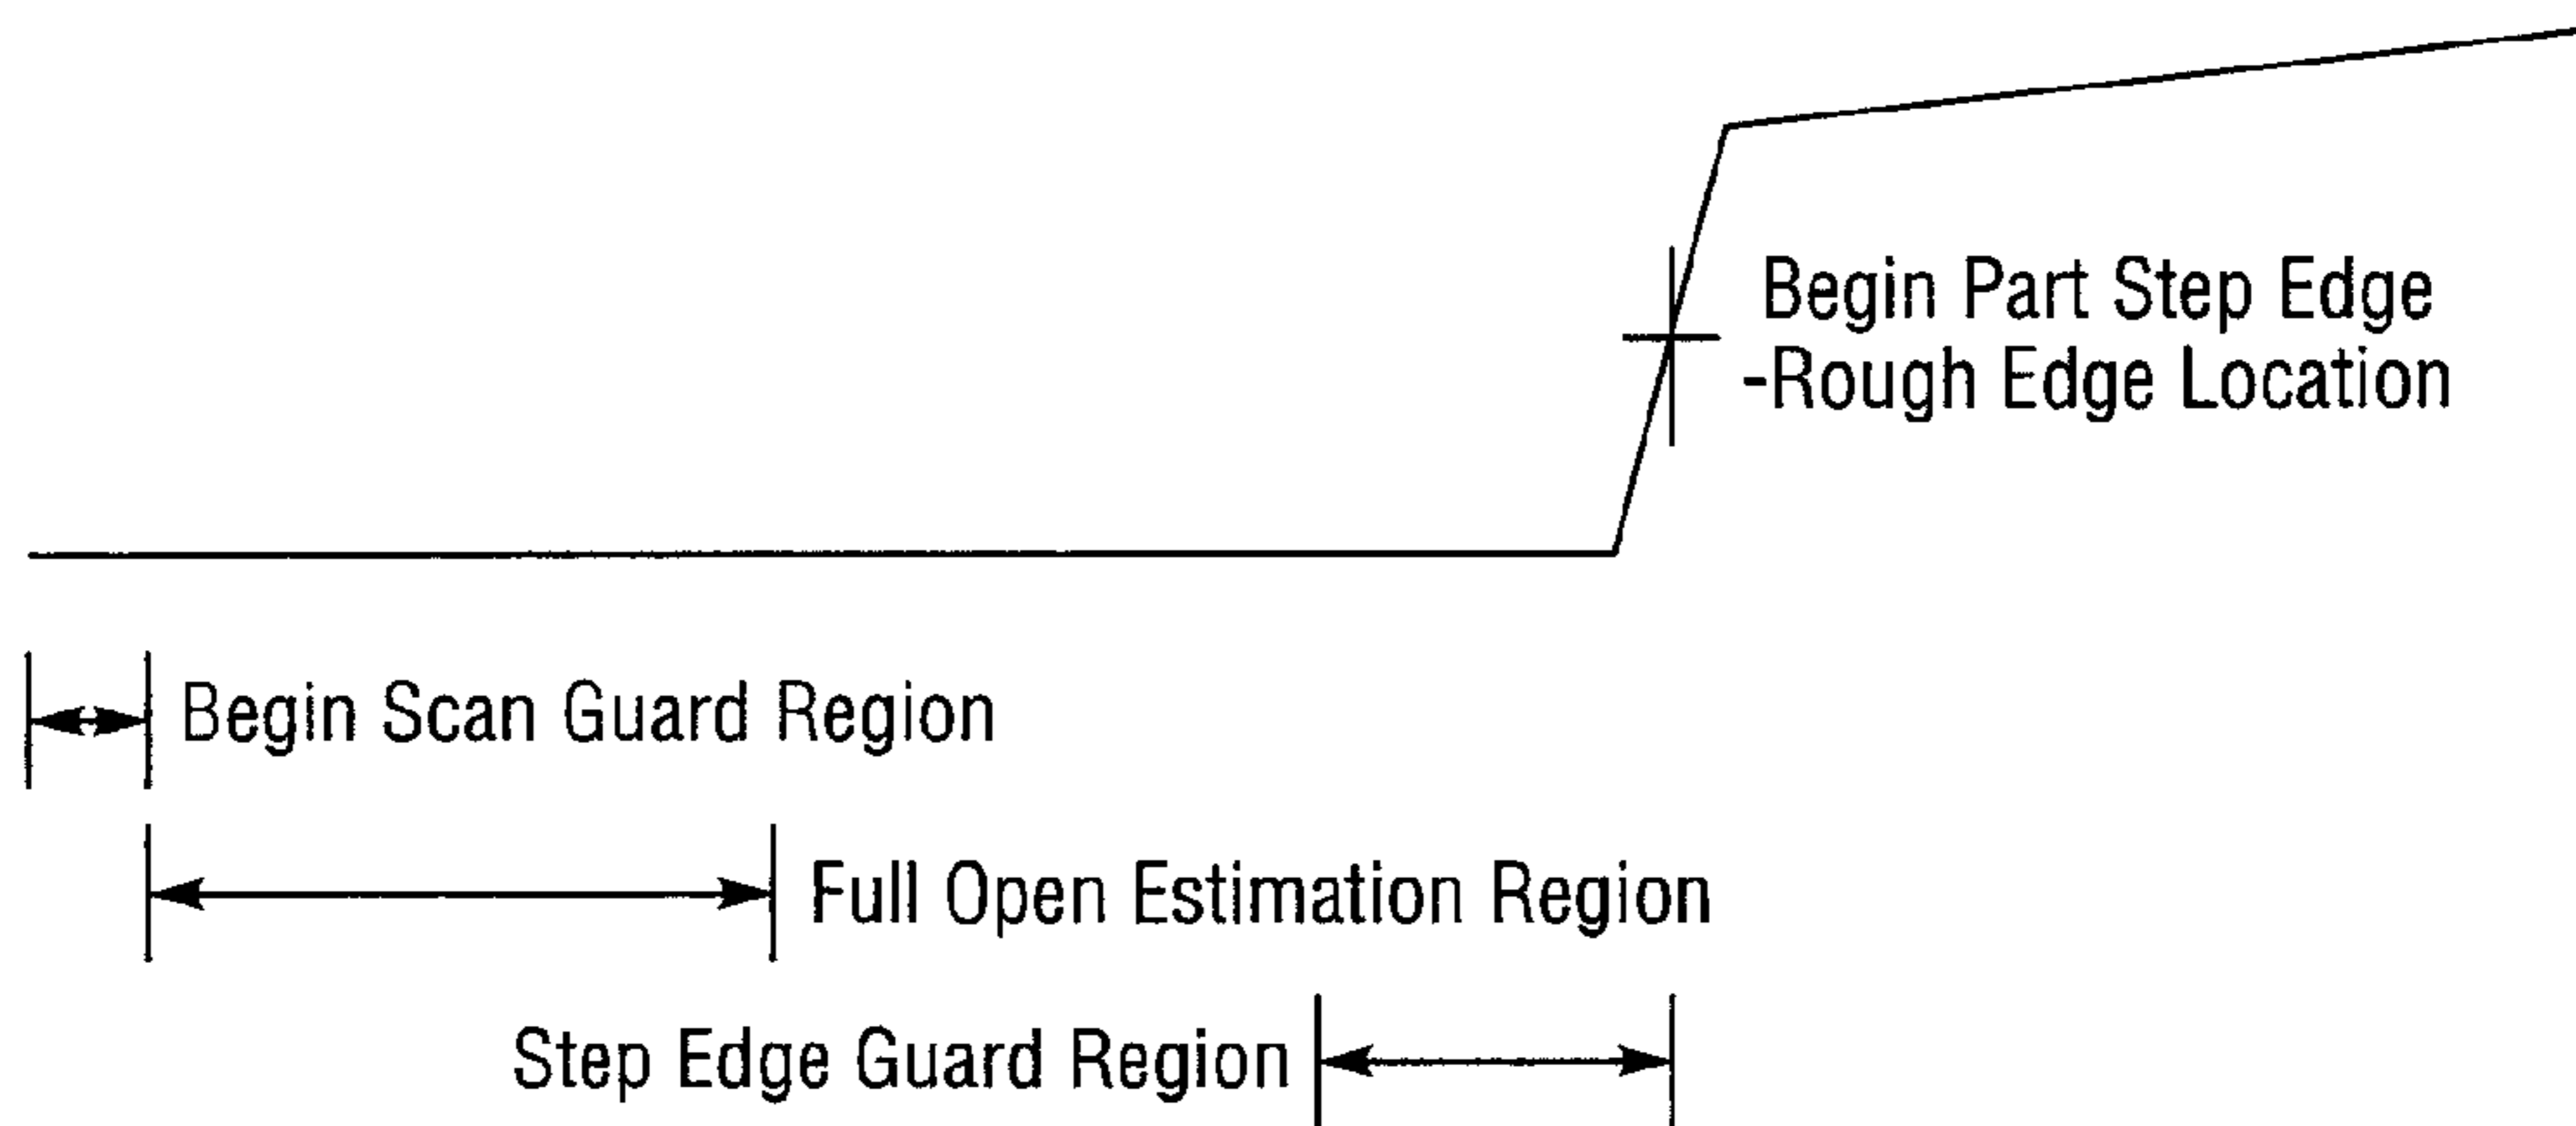 Begin Part Step Edge
-Rough Edge Location
Begin Scan Guard Region
Full Open Estimation Region
Step Edge Guard Region